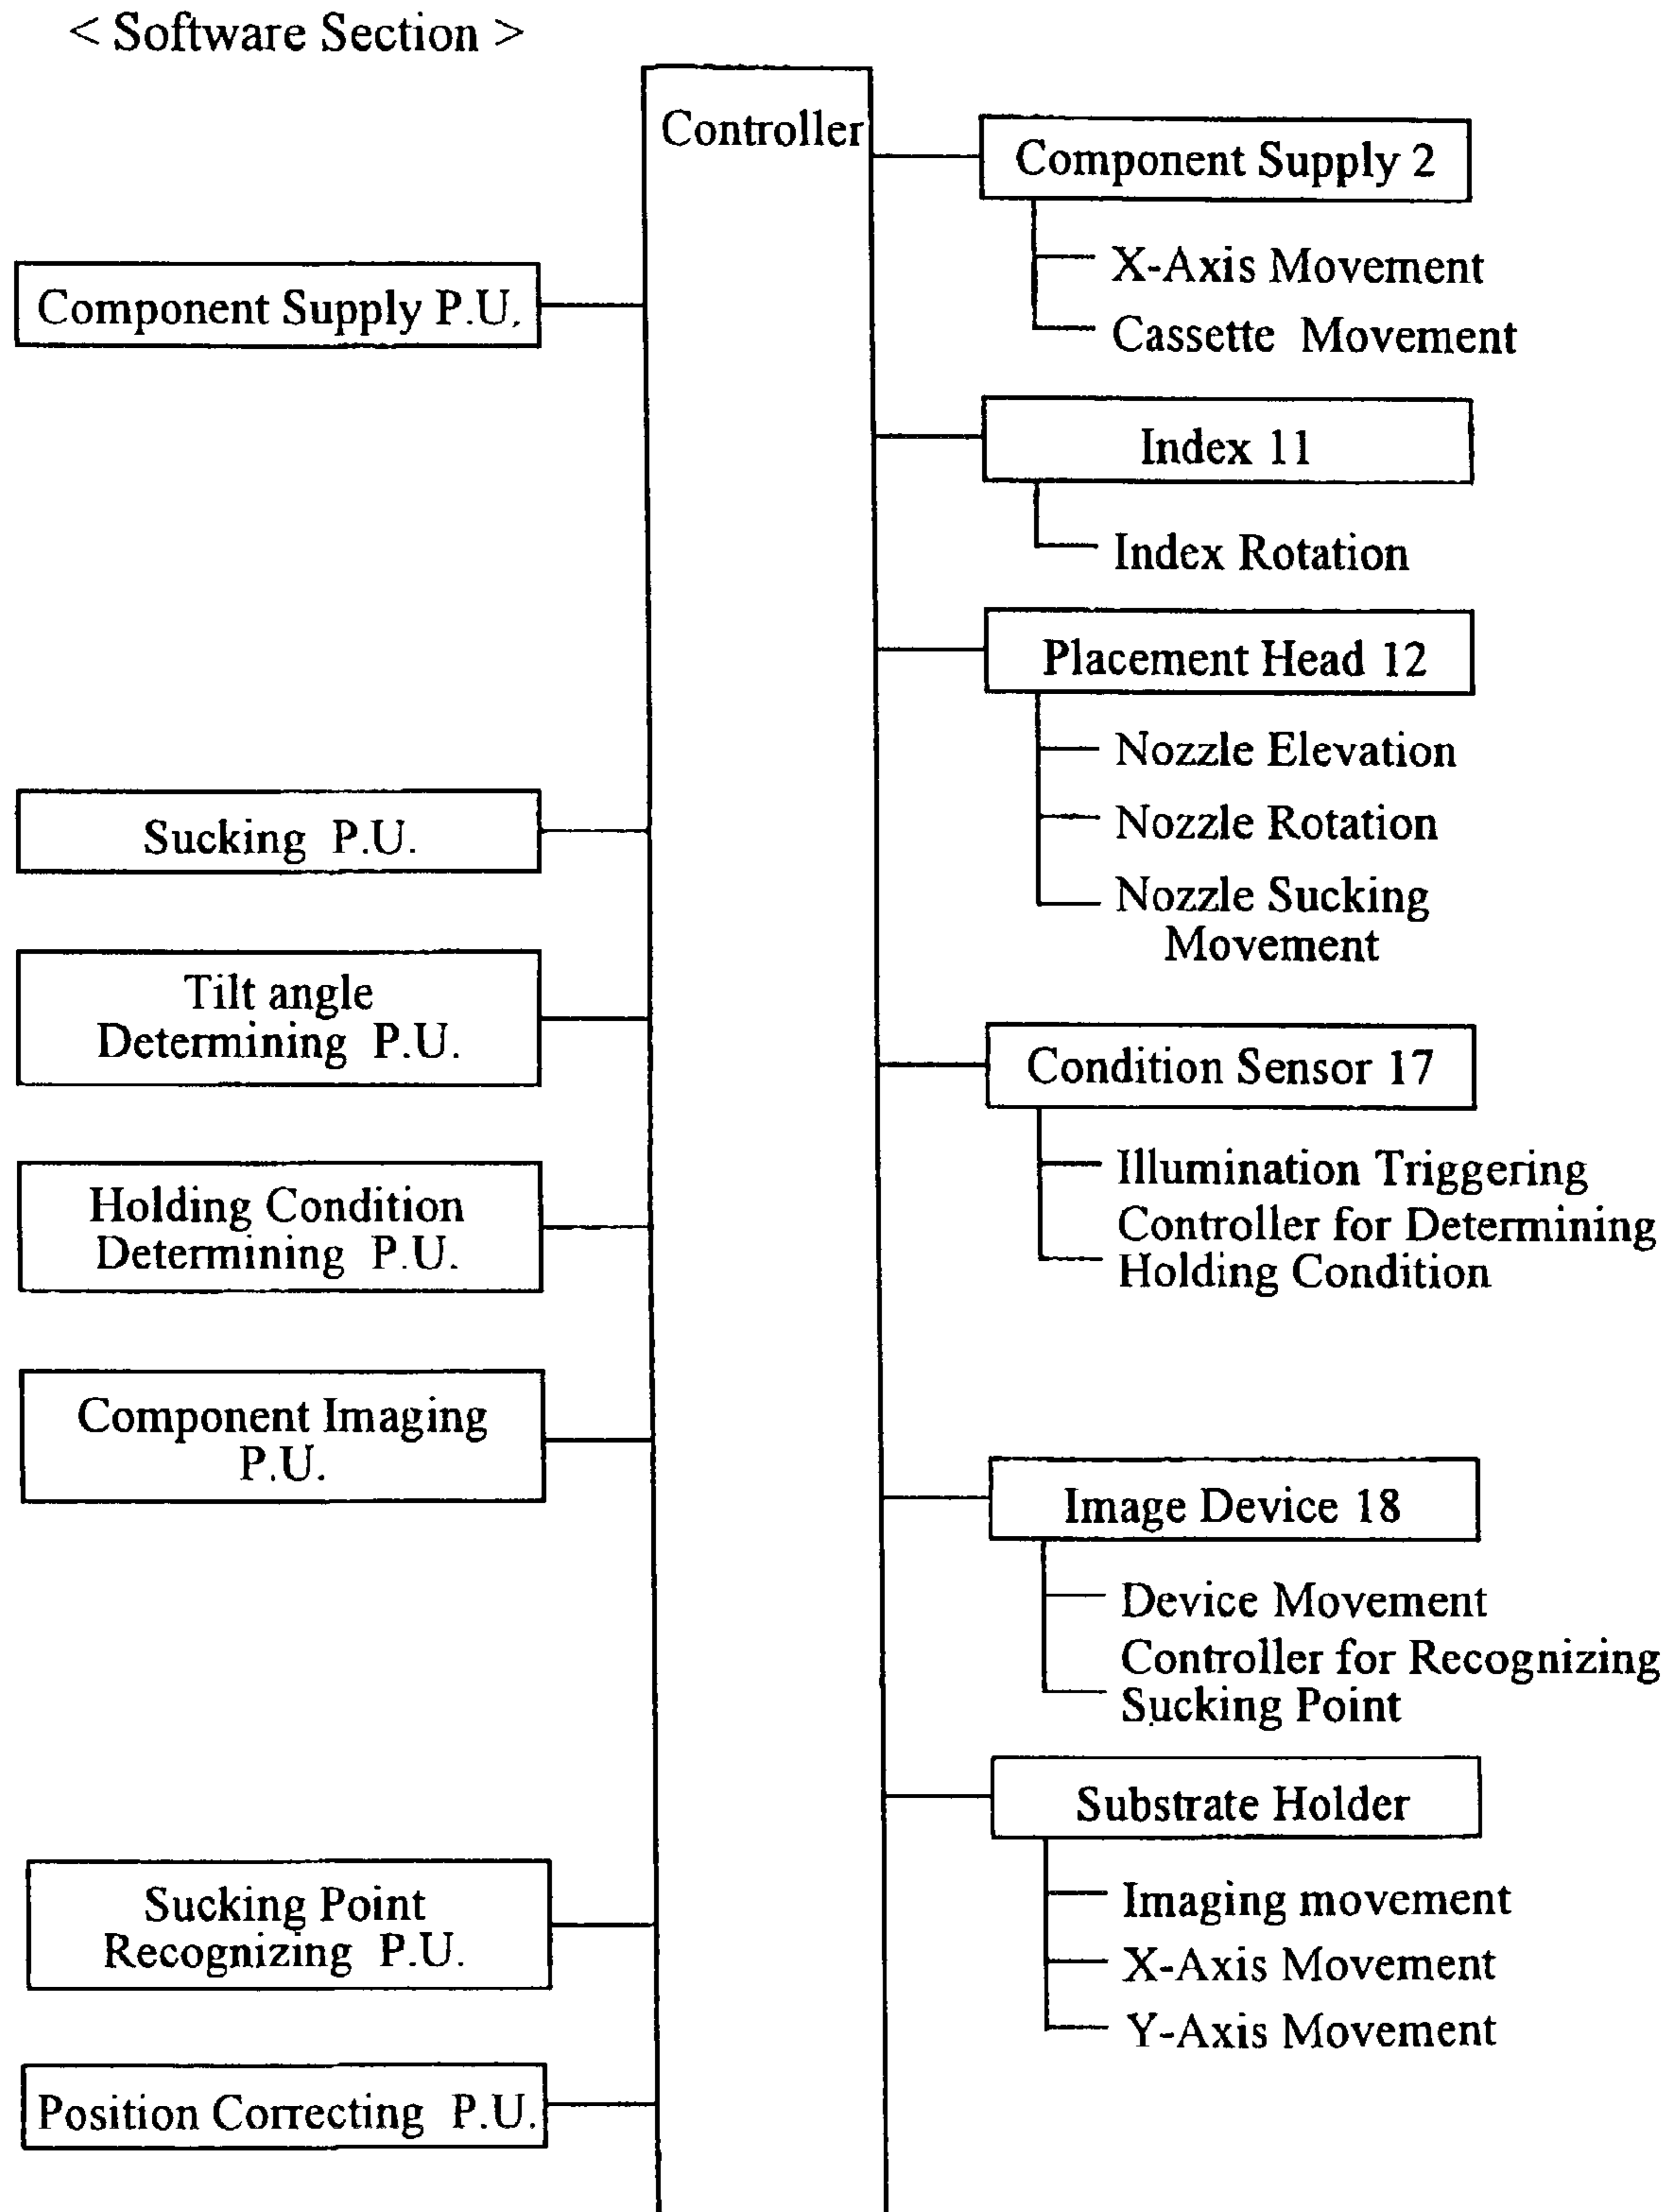 < Software Section >
Controller
Component Supply P.U.
Sucking P.U.
Tilt angle
Determining P.U.
Holding Condition
Determining P.U.
Component Imaging
P.U.
Sucking Point
Recognizing P.U.
Position Correcting P.U.
Component Supply 2
X-Axis Movement
Cassette Movement
Index 11
Index Rotation
Placement Head 12
Nozzle Elevation
Nozzle Rotation
Nozzle Sucking
Movement
Condition Sensor 17
Illumination Triggering
Controller for Determining
Holding Condition
Image Device 18
Device Movement
Controller for Recognizing
Sucking Point
Substrate Holder
Imaging movement
X-Axis Movement
Y-Axis Movement